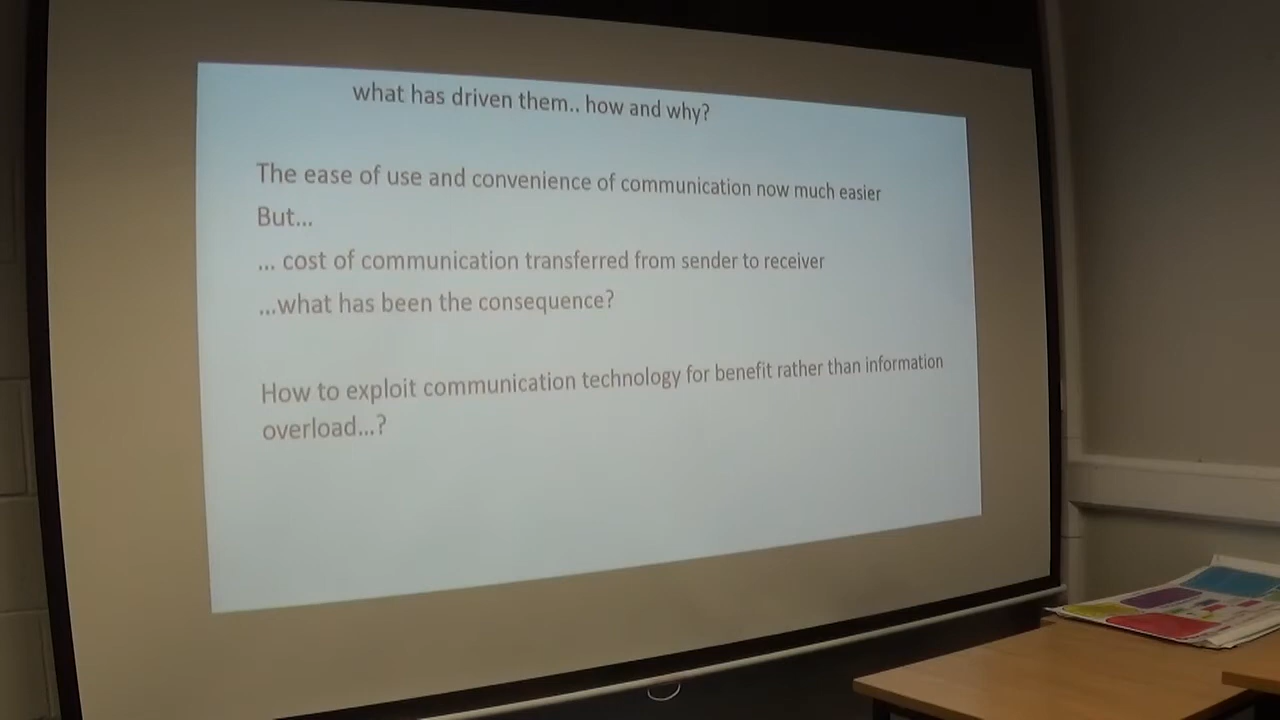 what has driven them.. how and why?
The ease of use and convenience of communication now much easier
But...
... cost of communication transferred from sender to receiver
...what has been the consequence?
How to exploit communication technology for benefit rather than information
overload...?